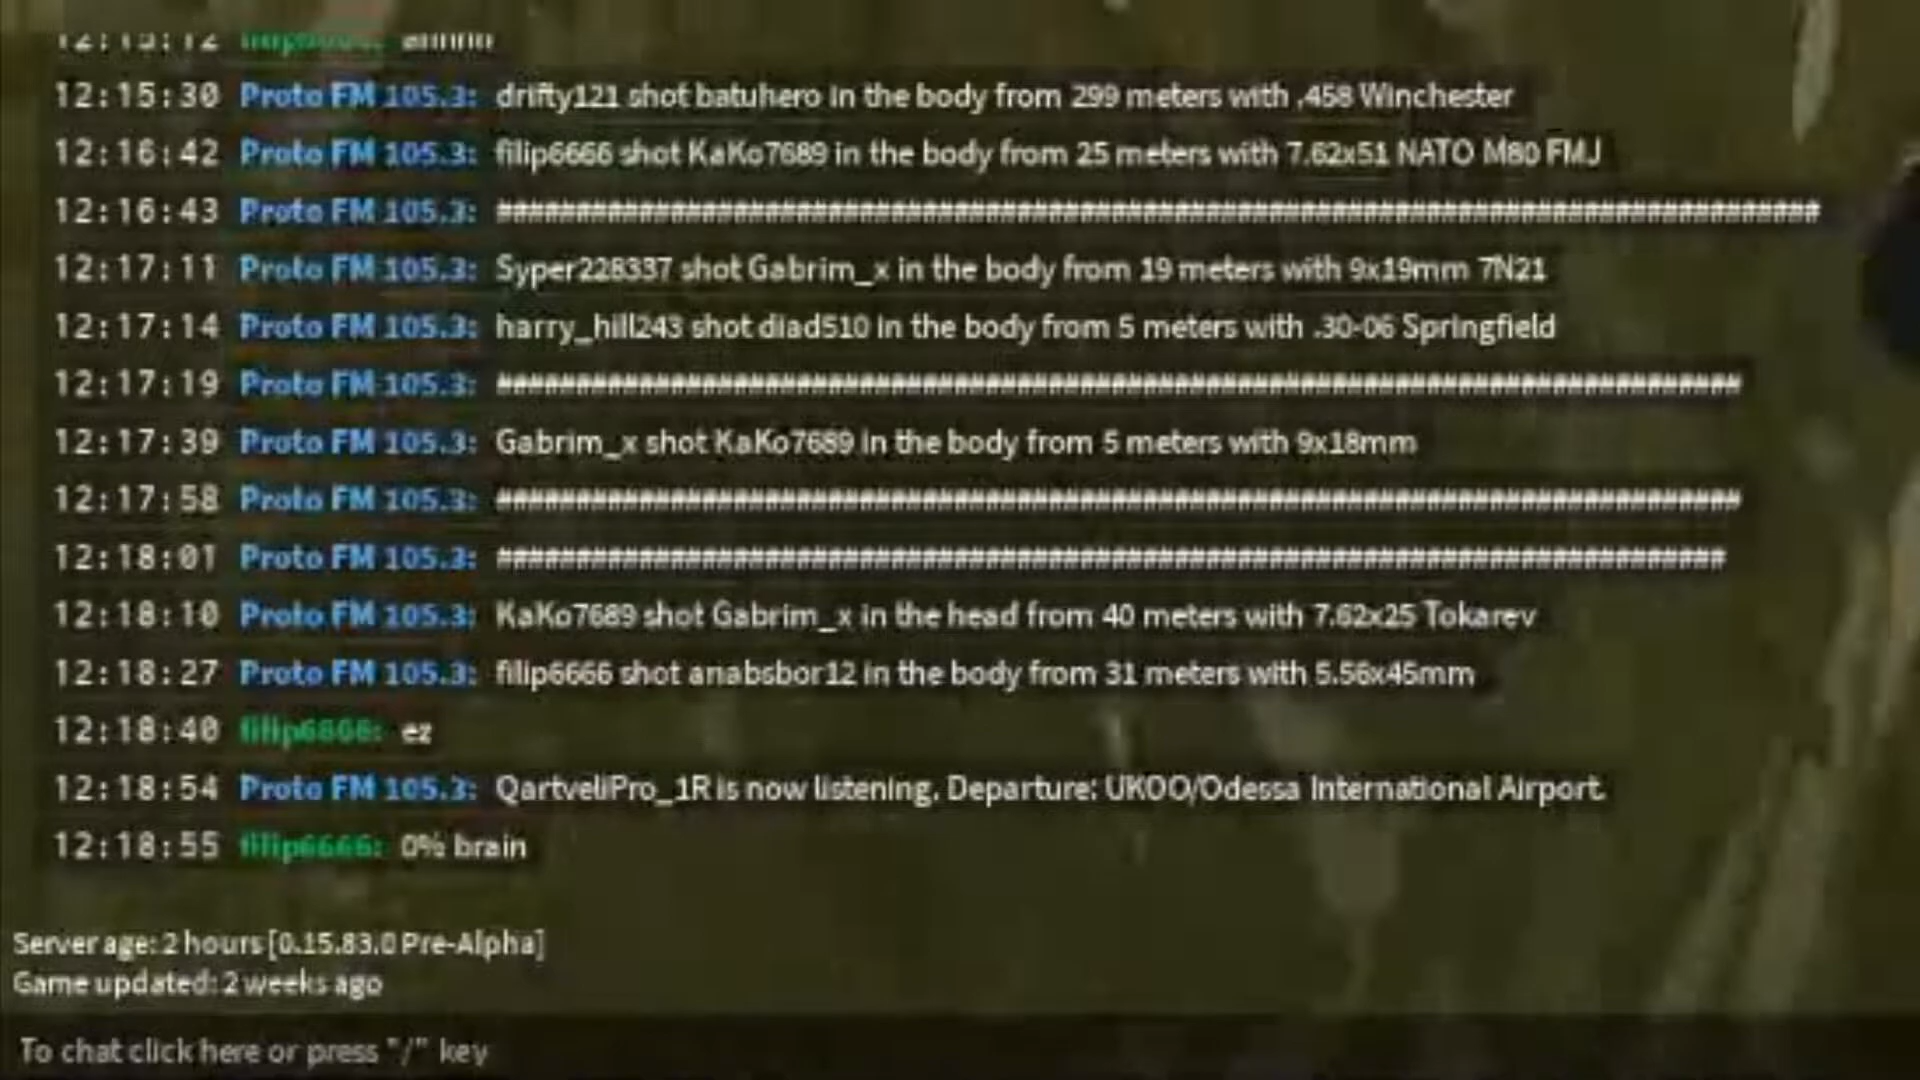 12:15:30 Proto FM 105.3: drifty121 shot batuhero in the body from 299 meters with .458 Winchester
12:16:42 Proto FM 105.3: filip6666 shot KaKo7689 in the body from 25 meters with 7.62x51 NATO M80 FMJ
12:16:43 Proto FM 105.3:
12:17:11 Proto FM 105.3: Syper228337 shot Gabrim_x in the body from 19 meters with 9x19mm 7N21
12:17:14 Proto FM 105.3: harry_hill243 shot diad510 in the body from 5 meters with .30-06 Springfield
12:17:19 Proto FM 105.3:
12:17:39 Proto FM 105.3: Gabrim_x shot KaKo7689 in the body from 5 meters with 9x18mm
12:17:58 Proto FM 105.3:
12:18:01 Proto FM 105.3:
12:18:10 Proto FM 105.3: KaKo7689 shot Gabrim_x in the head from 40 meters with 7.62x25 Tokarev
12:18:27 Proto FM 105.3: filip6666 shot anabsbor12 in the body from 31 meters with 5.56x45mm
12:18:40 filip6666: ez
12:18:54 Proto FM 105.3: QartveliPro_1R is now listening. Departure: UKOO/Odessa International Airport.
12:18:55 filip6666: 0% brain
Server age: 2 hours [0.15.83.0 Pre-Alpha]
Game updated: 2 weeks ago
To chat click here or press "/" key